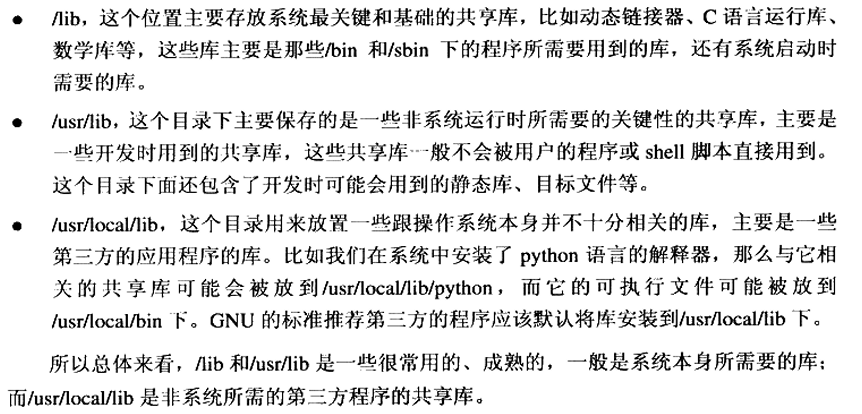 ● /lib，这个位置主要存放系统最关键和基础的共享库，比如动态链接器、C 语言运行库、
数学库等，这些库主要是那些/bin 和/sbin 下的程序所需要用到的库，还有系统启动时
需要的库。
● /usr/lib，这个目录下主要保存的是一些非系统运行时所需要的关键性的共享库，主要是
一些开发时用到的共享库，这些共享库一般不会被用户的程序或 shell 脚本直接用到。
这个目录下面还包含了开发时可能会用到的静态库、目标文件等。
● /usr/local/lib，这个目录用来放置一些跟操作系统本身并不十分相关的库，主要是一些
第三方的应用程序的库。比如我们在系统中安装了 python 语言的解释器，那么与它相
关的共享库可能会被放到/usr/local/lib/python，而它的可执行文件可能被放到
/usr/local/bin 下。GNU 的标准推荐第三方的程序应该默认将库安装到/usr/local/lib 下。
所以总体来看，/lib 和/usr/lib 是一些很常用的、成熟的，一般是系统本身所需要的库；
而/usr/local/lib 是非系统所需的第三方程序的共享库。